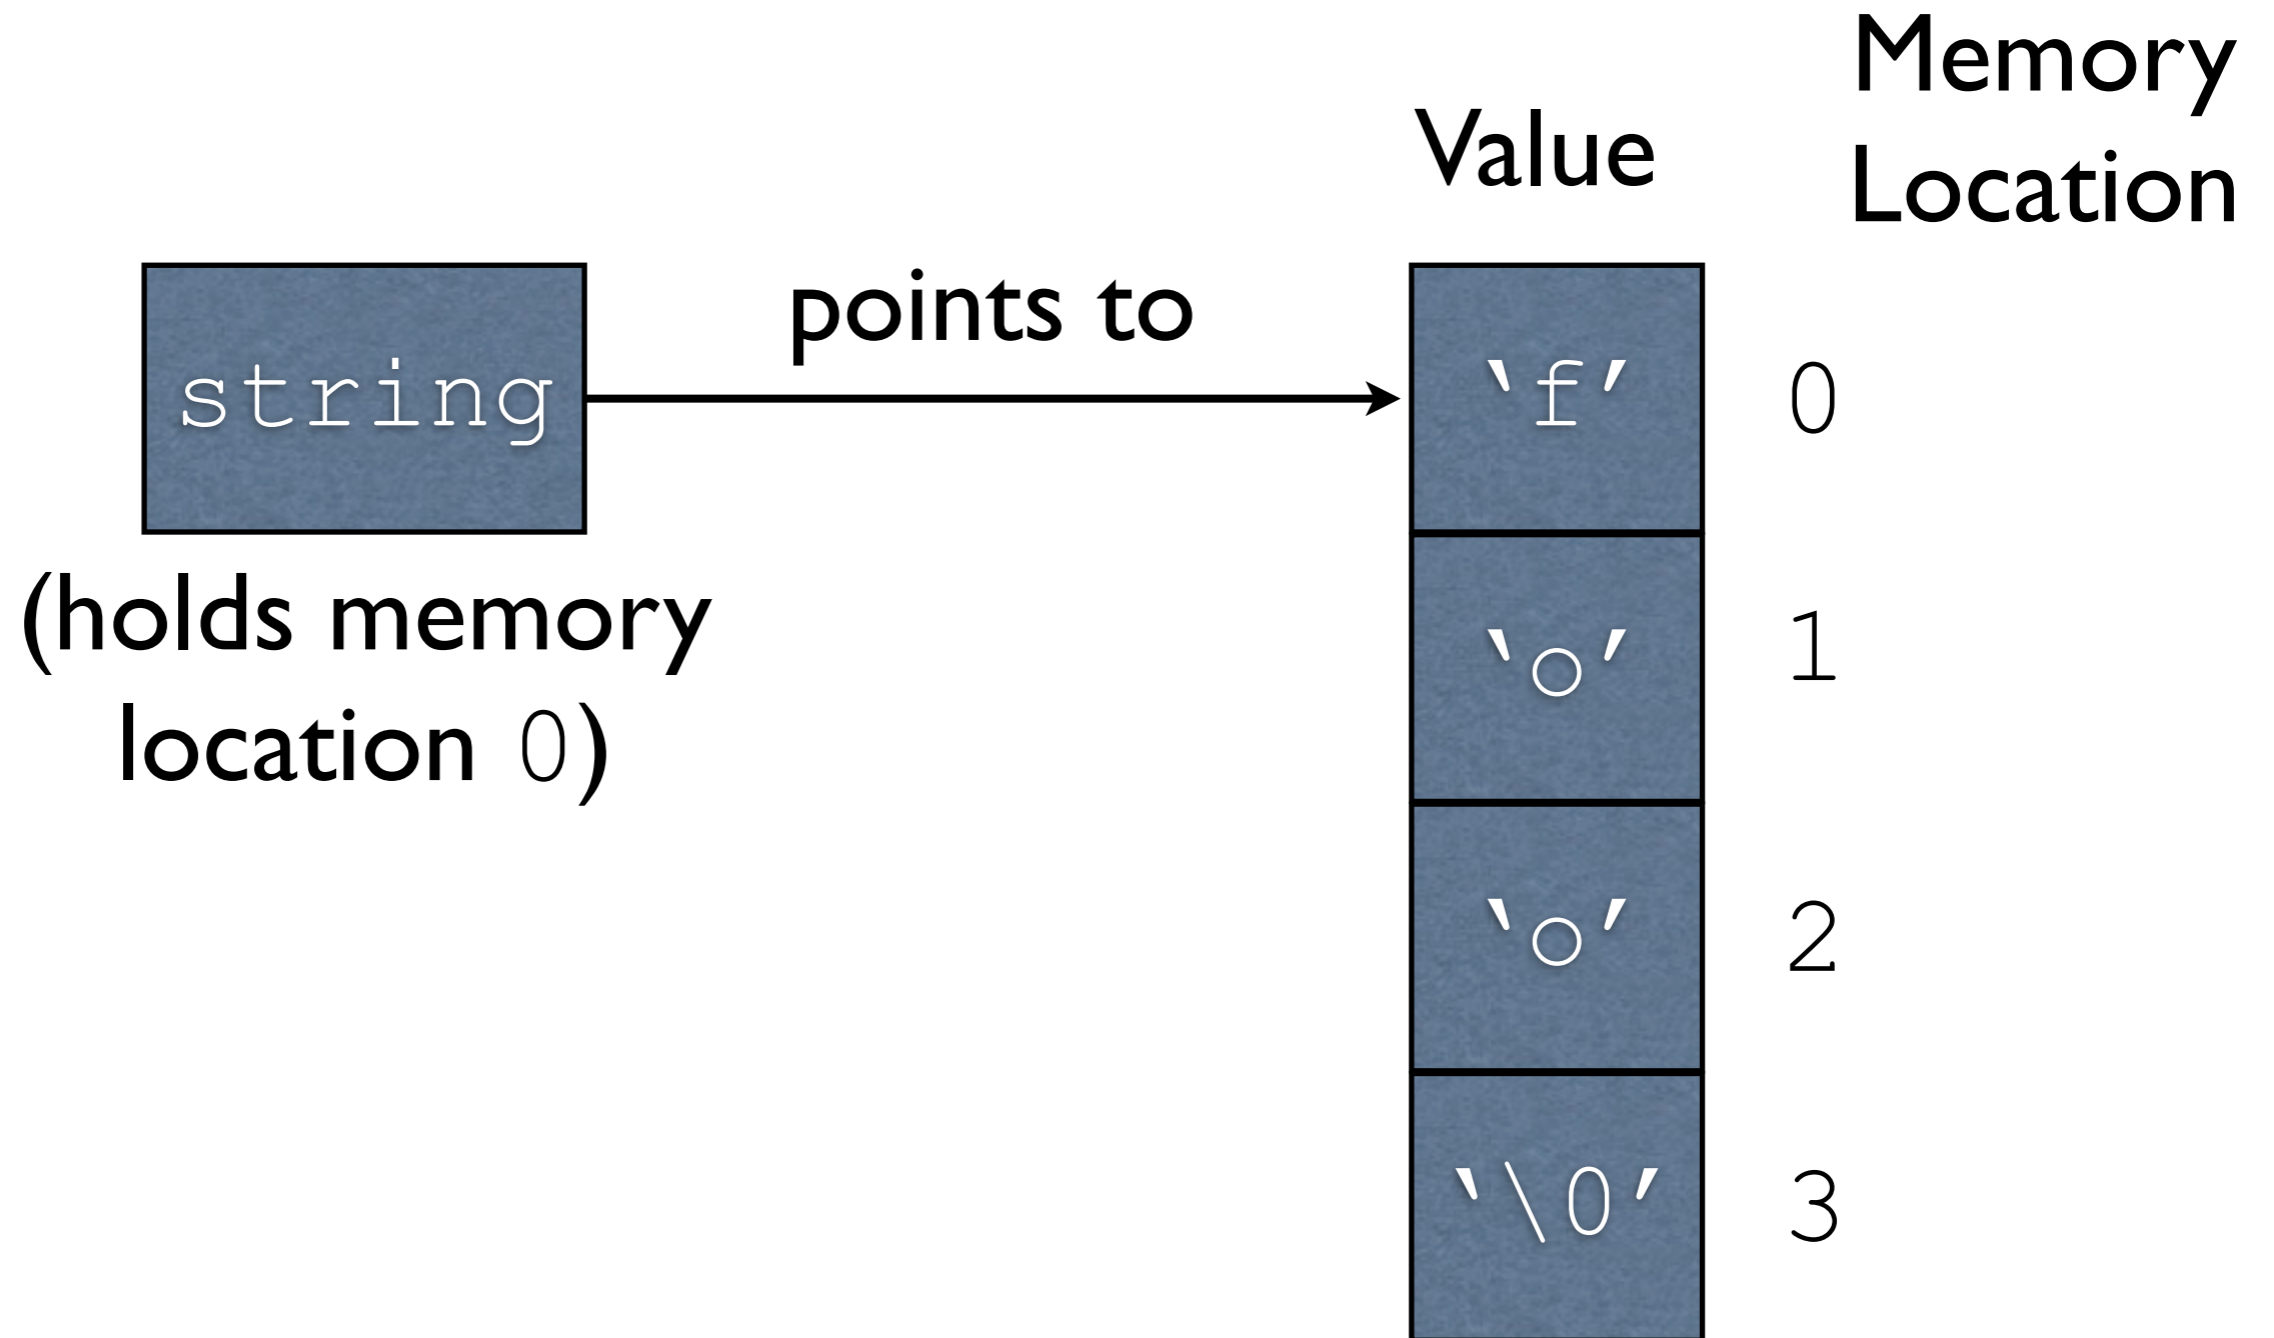 Memory
Value Location
string points to ‘f’ 0
(holds memory
location 0)
‘o’ 1
‘o’ 2
‘\0’ 3